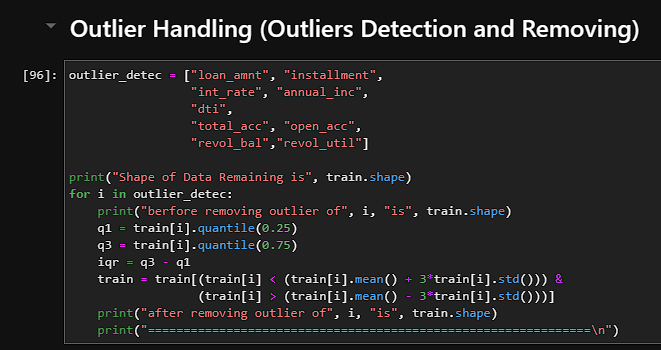 Outlier Handling (Outliers Detection and Removing)
[96]: outlier_detec = ["loan_amnt", "installment",
"int_rate", "annual_inc",
"dti",
"total_acc", "open_acc",
"revol_bal","revol_util"]
print("Shape of Data Remaining is", train.shape)
for i in outlier_detec:
print("berfore removing outlier of", i, "is", train.shape)
q1 = train[i].quantile(0.25)
q3 = train[i].quantile(0.75)
iqr = q3 - q1
train = train[(train[i] < (train[i].mean() + 3*train[i].std())) &
(train[i] > (train[i].mean() - 3*train[i].std()))]
print("after removing outlier of", i, "is", train.shape)
print("===============================================================\n")